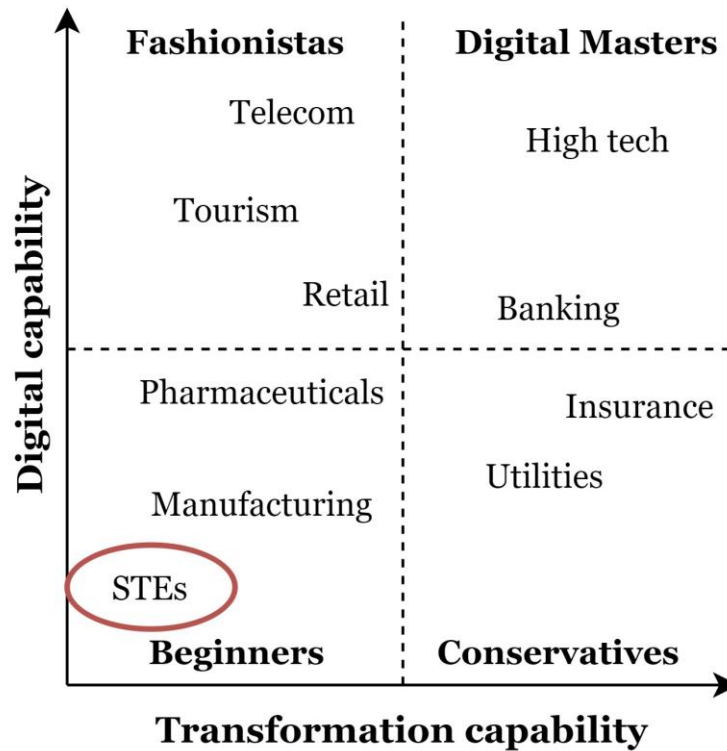 Fashionistas
Digital Masters
Telecom
High tech
Tourism
Retail
Banking
Digital capability
Pharmaceuticals
Insurance
Utilities
Manufacturing
STEs
Beginners
Conservatives
Transformation capability